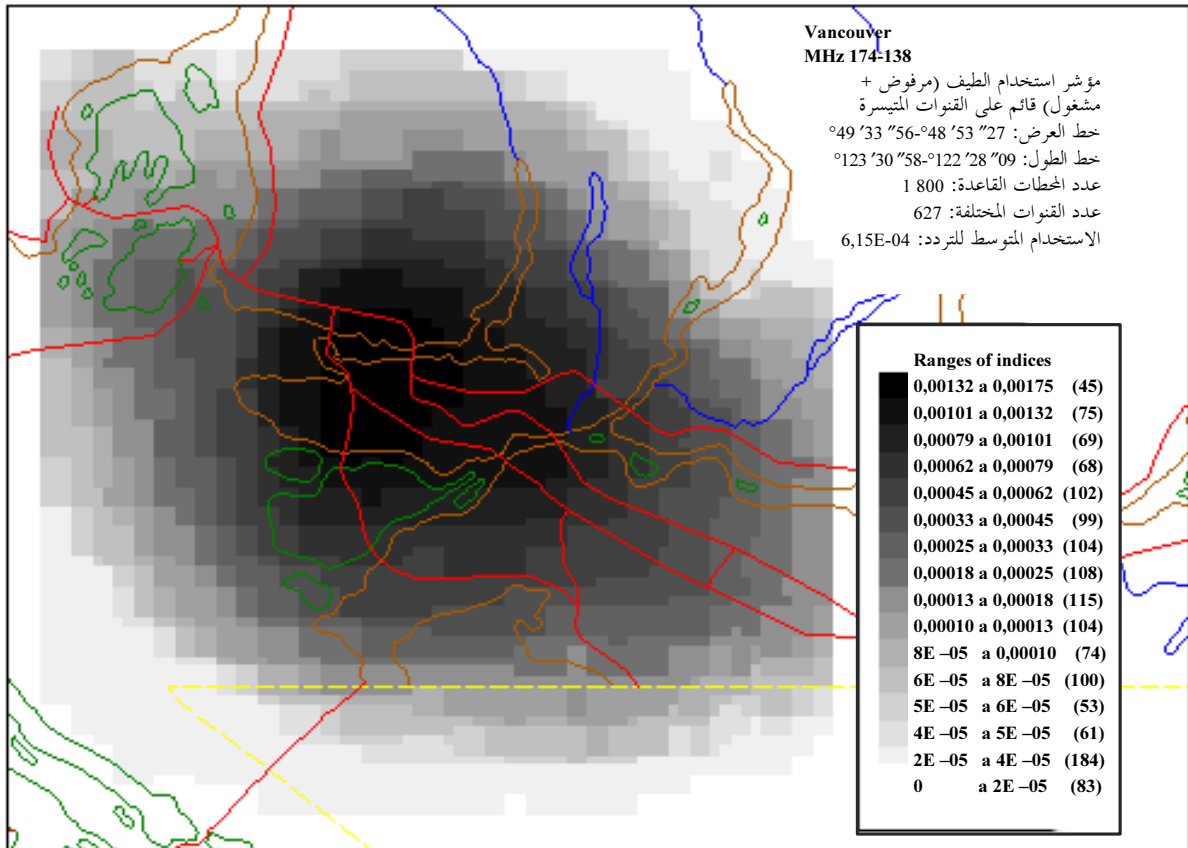 Vancouver
MHz 174-138
مؤشر استخدام الطيف (مرفوض +
مشغول) قائم على القنوات المتيسرة
خط العرض: 27″ 53′ 48°-56″ 33′ 49°
خط الطول: 09″ 28′ 122°-58″ 30′ 123°
عدد المحطات القاعدة: 800 1
عدد القنوات المختلفة: 627
الاستخدام المتوسط للتردد: 6,15E-04
Ranges of indices
0,00132 a 0,00175 (45)
0,00101 a 0,00132 (75)
0,00079 a 0,00101 (69)
0,00062 a 0,00079 (68)
0,00045 a 0,00062 (102)
0,00033 a 0,00045 (99)
0,00025 a 0,00033 (104)
0,00018 a 0,00025 (108)
0,00013 a 0,00018 (115)
0,00010 a 0,00013 (104)
8E –05 a 0,00010 (74)
6E –05 a 8E –05 (100)
5E –05 a 6E –05 (53)
4E –05 a 5E –05 (61)
2E –05 a 4E –05 (184)
0 a 2E –05 (83)